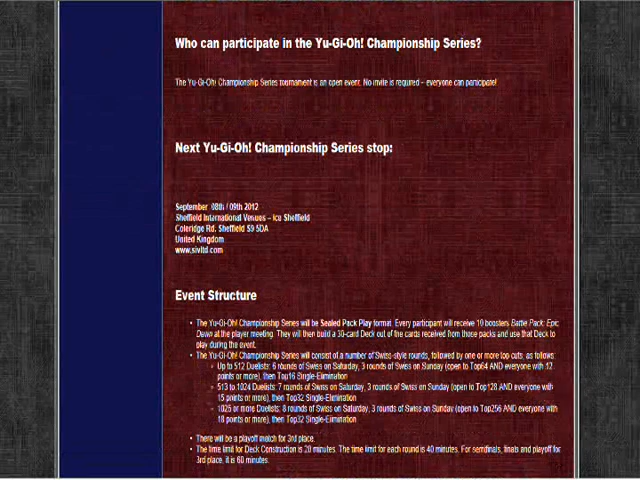 Who can participate in the Yu-Gi-Oh! Championship Series?
The Yu-Gi-Oh! Championship Series tournament is an open event. No invite is required – everyone can participate!
Next Yu-Gi-Oh! Championship Series stop:
September 08th / 09th 2012
Sheffield International Venues – ice Sheffield
Coleridge Rd. Sheffield S9 5DA
United Kingdom
www.sivltd.com
Event Structure
• The Yu-Gi-Oh! Championship Series will be Sealed Pack Play format. Every participant will receive 10 boosters Battle Pack: Epic
Dawn at the player meeting. They will then build a 30-card Deck out of the cards received from those packs and use that Deck to
play during the event.
• The Yu-Gi-Oh! Championship Series will consist of a number of Swiss-style rounds, followed by one or more top cuts, as follows:
Up to 512 Duelists: 6 rounds of Swiss on Saturday, 3 rounds of Swiss on Sunday (open to Top64 AND everyone with 12
points or more), then Top16 Single-Elimination
513 to 1024 Duelists: 7 rounds of Swiss on Saturday, 3 rounds of Swiss on Sunday (open to Top128 AND everyone with
15 points or more), then Top32 Single-Elimination
1025 or more Duelists: 8 rounds of Swiss on Saturday, 3 rounds of Swiss on Sunday (open to Top256 AND everyone with
18 points or more), then Top32 Single-Elimination
• There will be a playoff match for 3rd place.
• The time limit for Deck Construction is 20 minutes. The time limit for each round is 40 minutes. For semifinals, finals and playoff for
3rd place, it is 60 minutes.